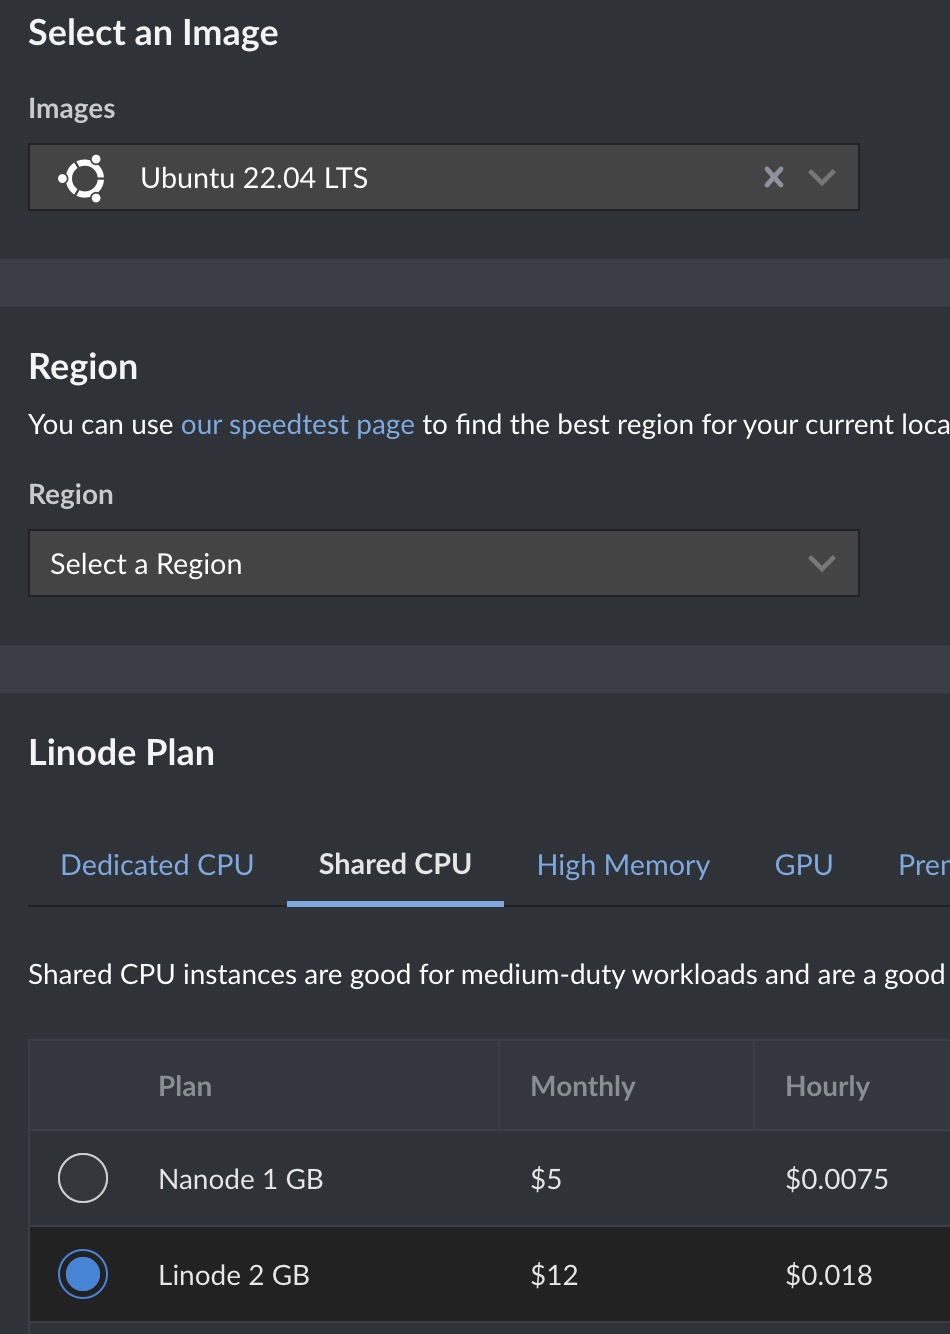 Select an Image
Images
Ubuntu 22.04 LTS
Region
You can use our speedtest page to find the best region for your current loca
Region
Select a Region
Linode Plan
Dedicated CPU Shared CPU High Memory GPU Prer
Shared CPU instances are good for medium-duty workloads and are a good
Plan Monthly Hourly
Nanode 1 GB $5 $0.0075
Linode 2 GB $12 $0.018